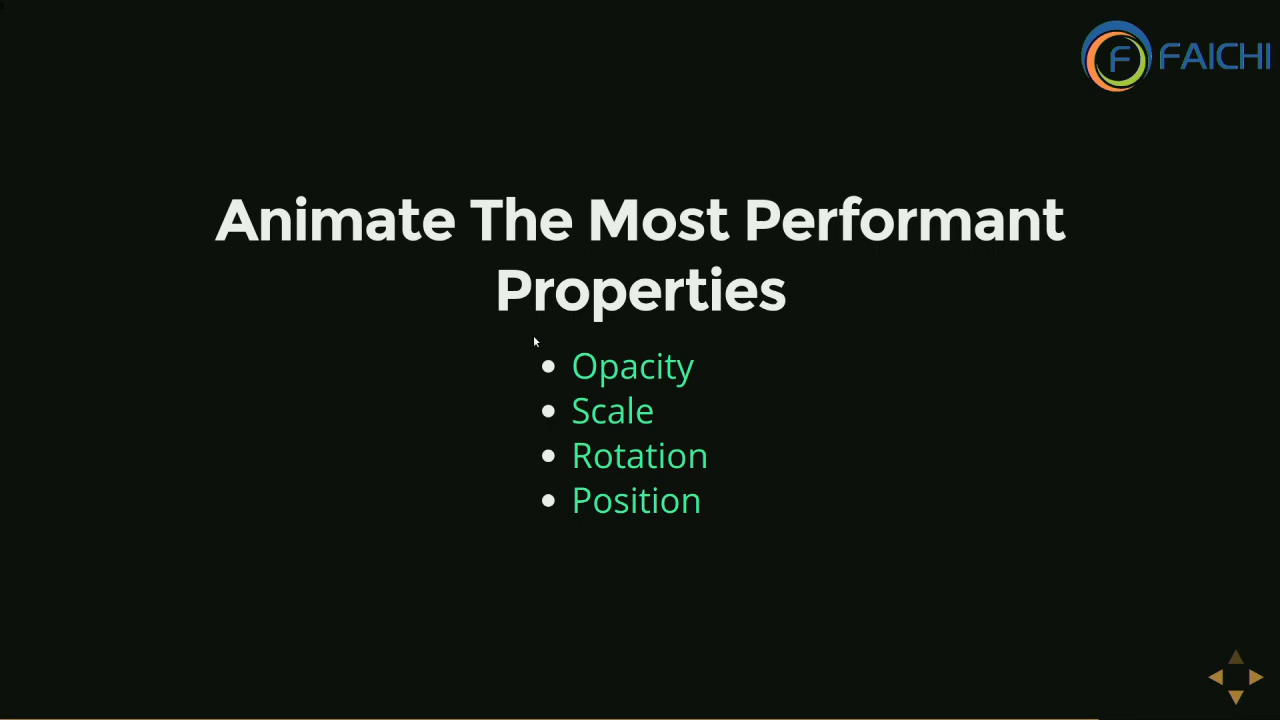 F FAICHI
Animate The Most Performant
Properties
Opacity
Scale
Rotation
Position